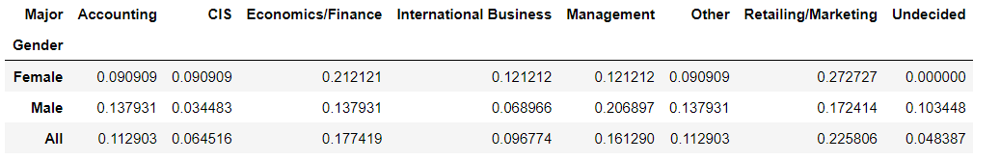 Major Accounting CIS Economics/Finance International Business Management Other Retailing/Marketing Undecided
Gender
Female 0.090909 0.090909 0.212121 0.121212 0.121212 0.090909 0.272727 0.000000
Male 0.137931 0.034483 0.137931 0.068966 0.206897 0.137931 0.172414 0.103448
All 0.112903 0.064516 0.177419 0.096774 0.161290 0.112903 0.225806 0.048387